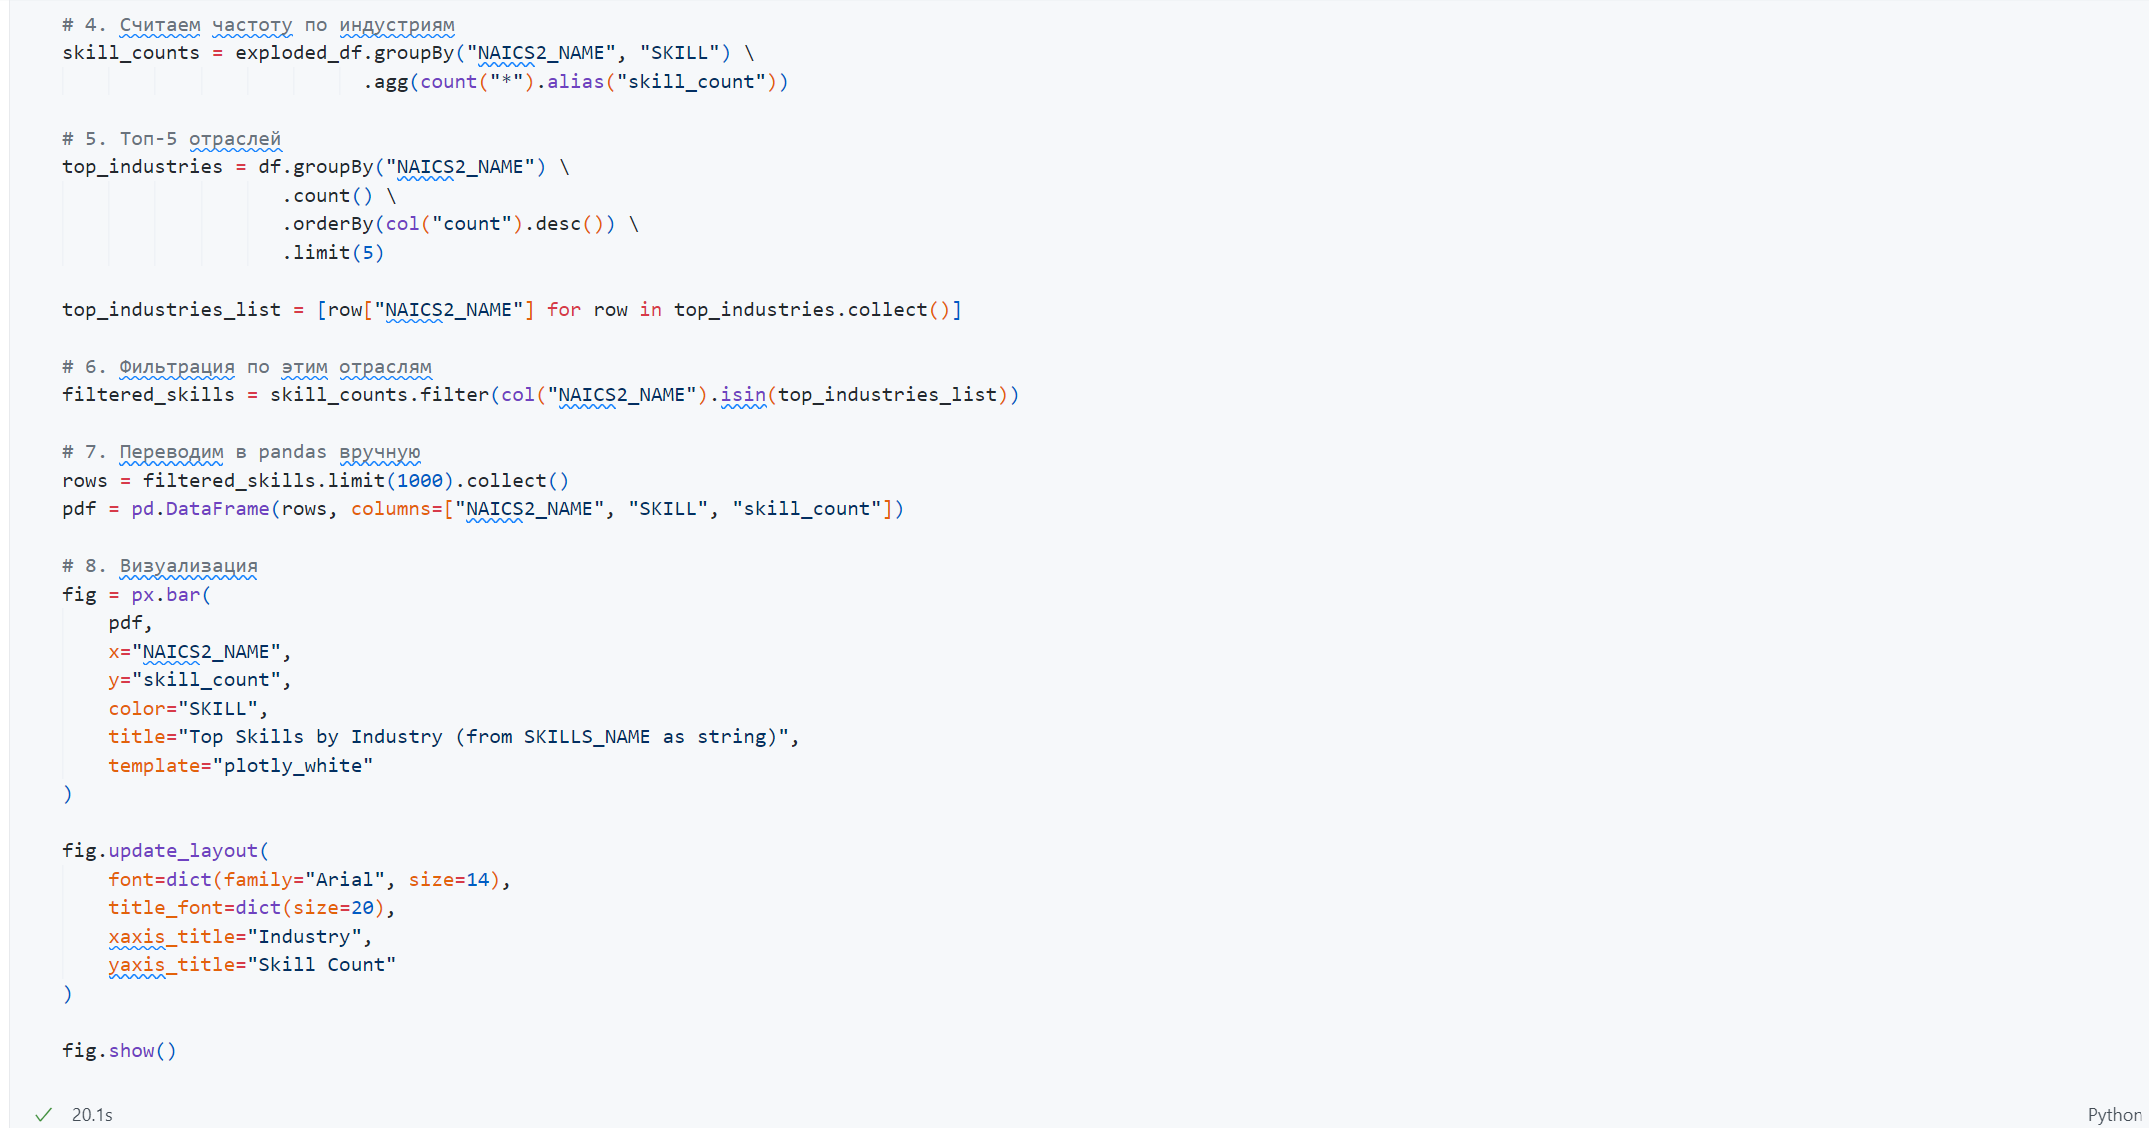 # 4. Считаем частоту по индустриям
skill_counts = exploded_df.groupBy("NAICS2_NAME", "SKILL") \
.agg(count("*").alias("skill_count"))
# 5. Топ-5 отраслей
top_industries = df.groupBy("NAICS2_NAME") \
.count() \
.orderBy(col("count").desc()) \
.limit(5)
top_industries_list = [row["NAICS2_NAME"] for row in top_industries.collect()]
# 6. Фильтрация по этим отраслям
filtered_skills = skill_counts.filter(col("NAICS2_NAME").isin(top_industries_list))
# 7. Переводим в pandas вручную
rows = filtered_skills.limit(1000).collect()
pdf = pd.DataFrame(rows, columns=["NAICS2_NAME", "SKILL", "skill_count"])
# 8. Визуализация
fig = px.bar(
pdf,
x="NAICS2_NAME",
y="skill_count",
color="SKILL",
title="Top Skills by Industry (from SKILLS_NAME as string)",
template="plotly_white"
)
fig.update_layout(
font=dict(family="Arial", size=14),
title_font=dict(size=20),
xaxis_title="Industry",
yaxis_title="Skill Count"
)
fig.show()
20.1s
Python